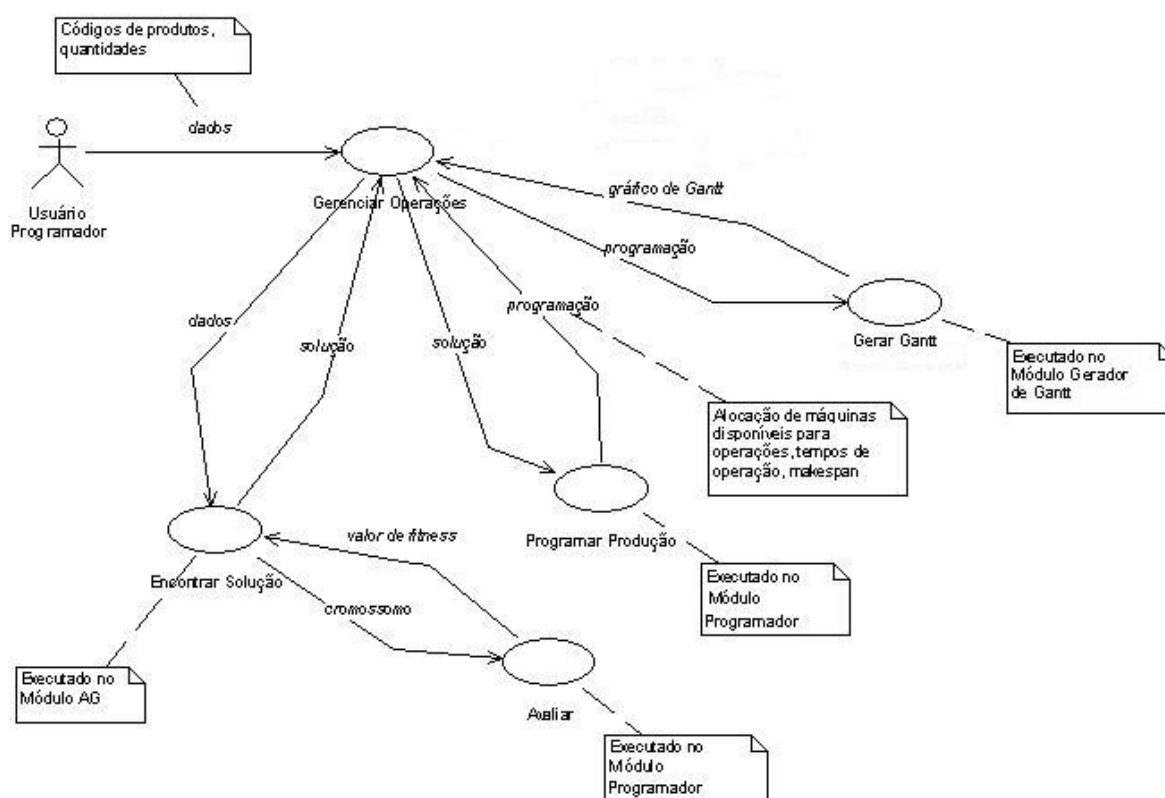 Códigos de produtos,
quantidades
dados
Usuário
Programador
Gerenciar Operações
gráfico de Gantt
programação
Gerar Gantt
Executado no
Módulo Gerador
de Gantt
dados
solução
solução
programação
Alocação de máquinas
disponíveis para
operações, tempos de
operação, makespan
Programar Produção
Executado no
Módulo
Programador
Encontrar Solução
valor de fitness
cromossomo
Executado no
Módulo AG
Avaliar
Executado no
Módulo
Programador